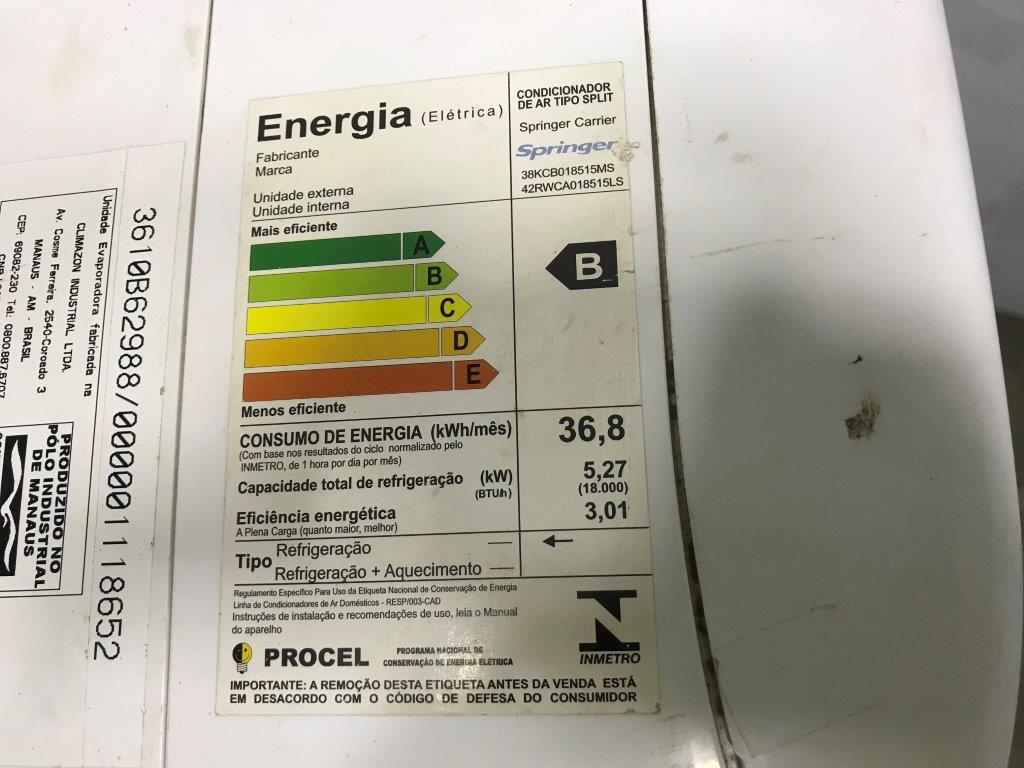 Energia (Elétrica)
Fabricante
Marca
Unidade externa
Unidade interna
CONDICIONADOR
DE AR TIPO SPLIT
Springer Carrier
Springer
38KCB018515MS
42RWCA018515LS
Mais eficiente
A
B
C
D
E
B
Menos eficiente
CONSUMO DE ENERGIA (kWh/mês) 36,8
(Com base nos resultados do ciclo normalizado pelo
INMETRO, de 1 hora por dia por mês)
Capacidade total de refrigeração (kW) 5,27
(BTU/h) (18.000)
Eficiência energética 3,01
A Plena Carga (quanto maior, melhor)
Tipo Refrigeração
Refrigeração + Aquecimento
Regulamento Específico Para Uso da Etiqueta Nacional de Conservação de Energia
Linha de Condicionadores de Ar Domésticos - RESP/003-CAD
Instruções de instalação e recomendações de uso, leia o Manual
do aparelho
PROCEL
PROGRAMA NACIONAL DE
CONSERVAÇÃO DE ENERGIA ELÉTRICA
INMETRO
IMPORTANTE: A REMOÇÃO DESTA ETIQUETA ANTES DA VENDA ESTÁ
EM DESACORDO COM O CÓDIGO DE DEFESA DO CONSUMIDOR
3610B62988/0000011118652
Unidade Evaporadora fabricada na
CLIMAZON INDUSTRIAL LTDA.
Av. Cosme Ferreira, 2540-Coroado 3
MANAUS - AM - BRASIL
CEP: 69082-230 Tel: 0800.887.6707
PRODUZIDO NO
PÓLO INDUSTRIAL
DE MANAUS